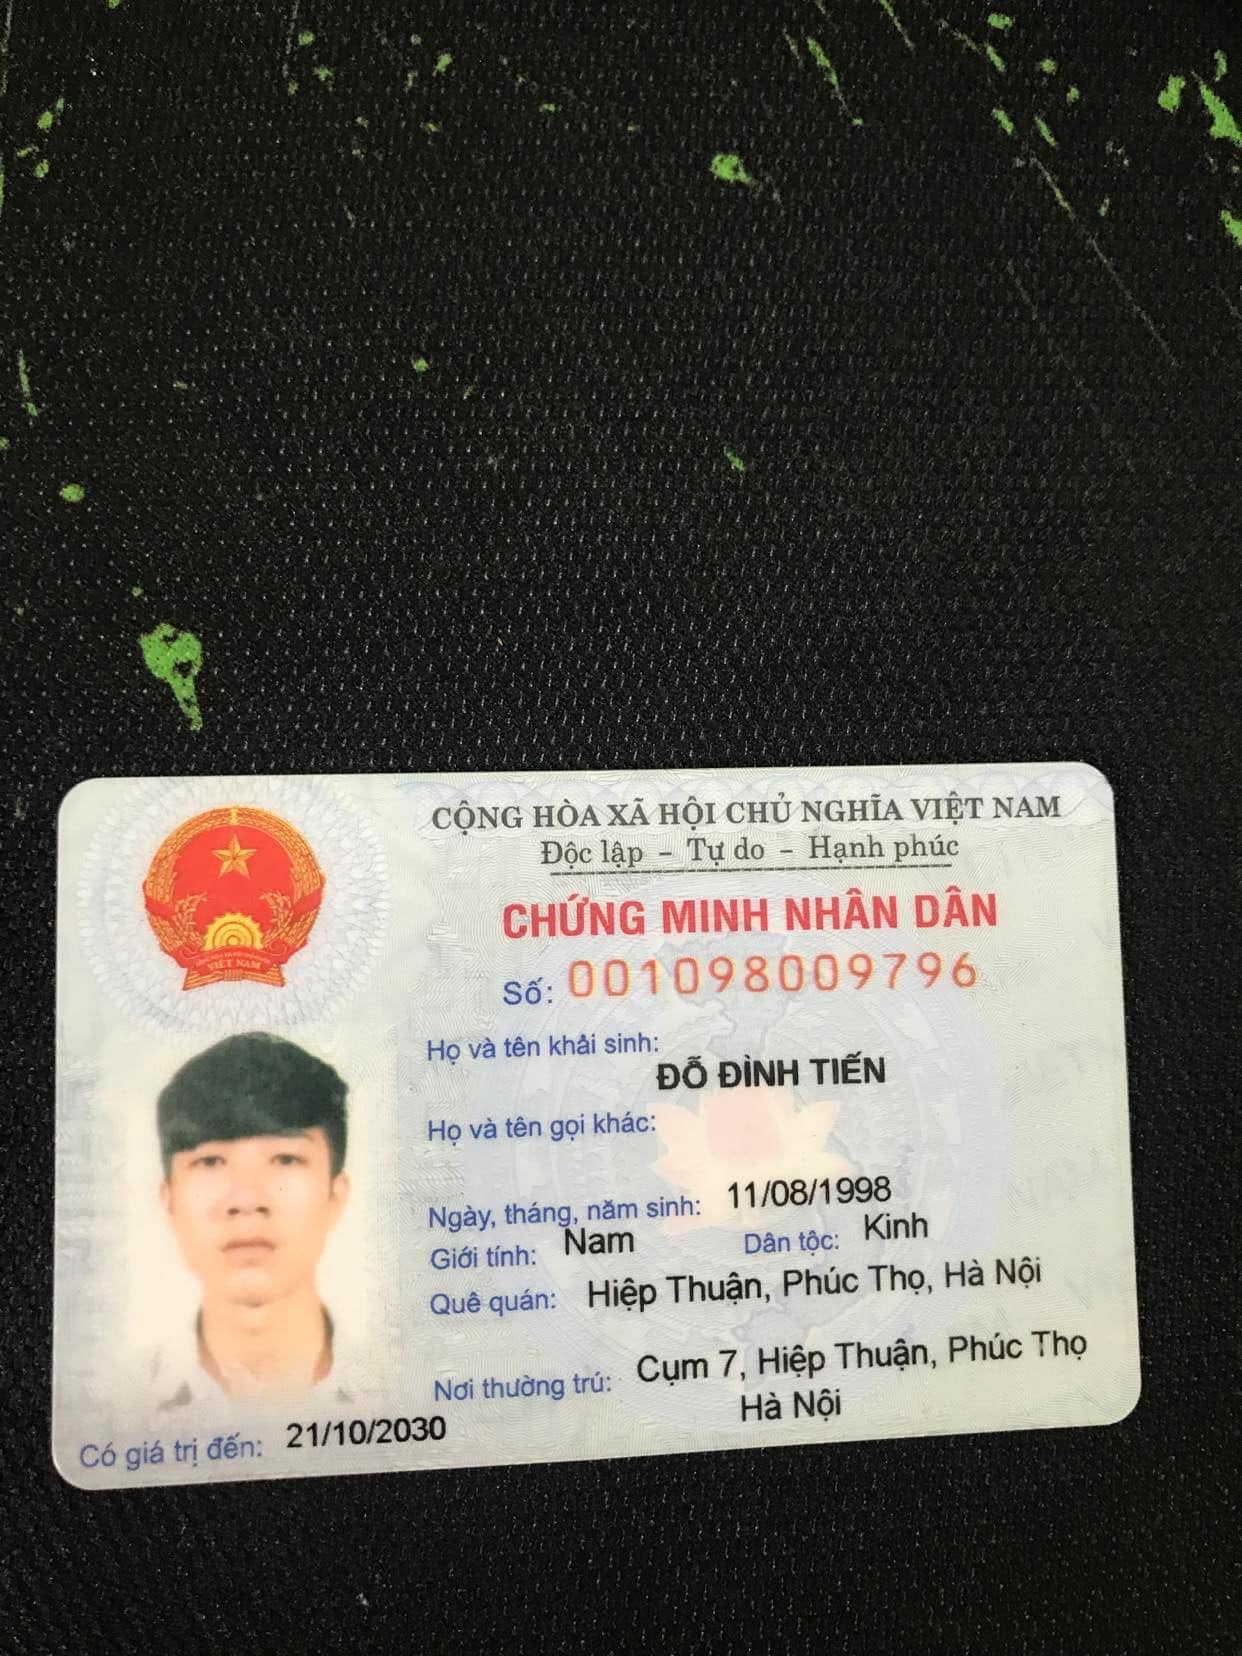 CỘNG HÒA XÃ HỘI CHỦ NGHĨA VIỆT NAM
Độc lập - Tự do - Hạnh phúc
CHỨNG MINH NHÂN DÂN
Số: 001098009796
Họ và tên khai sinh:
ĐỖ ĐÌNH TIẾN
Họ và tên gọi khác:
Ngày, tháng, năm sinh: 11/08/1998
Giới tính: Nam Dân tộc: Kinh
Quê quán: Hiệp Thuận, Phúc Thọ, Hà Nội
Nơi thường trú: Cụm 7, Hiệp Thuận, Phúc Thọ
Hà Nội
Có giá trị đến: 21/10/2030
VIỆT NAM